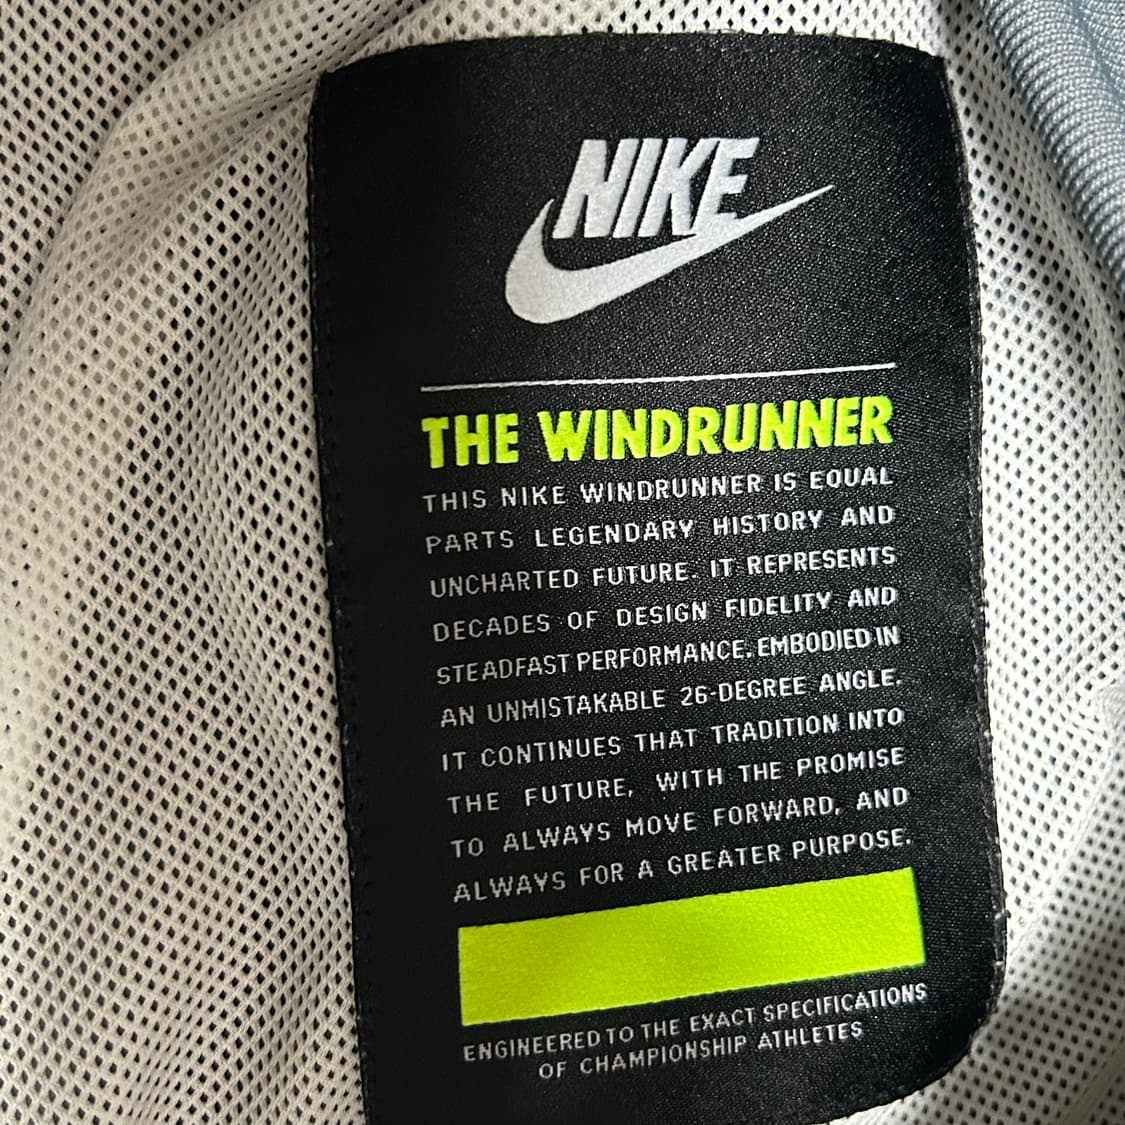 NIKE
THE WINDRUNNER
THIS NIKE WINDRUNNER IS EQUAL
PARTS LEGENDARY HISTORY AND
UNCHARTED FUTURE. IT REPRESENTS
DECADES OF DESIGN FIDELITY AND
STEADFAST PERFORMANCE. EMBODIED IN
AN UNMISTAKABLE 26-DEGREE ANGLE.
IT CONTINUES THAT TRADITION INTO
THE FUTURE, WITH THE PROMISE
TO ALWAYS MOVE FORWARD, AND
ALWAYS FOR A GREATER PURPOSE.
ENGINEERED TO THE EXACT SPECIFICATIONS
OF CHAMPIONSHIP ATHLETES